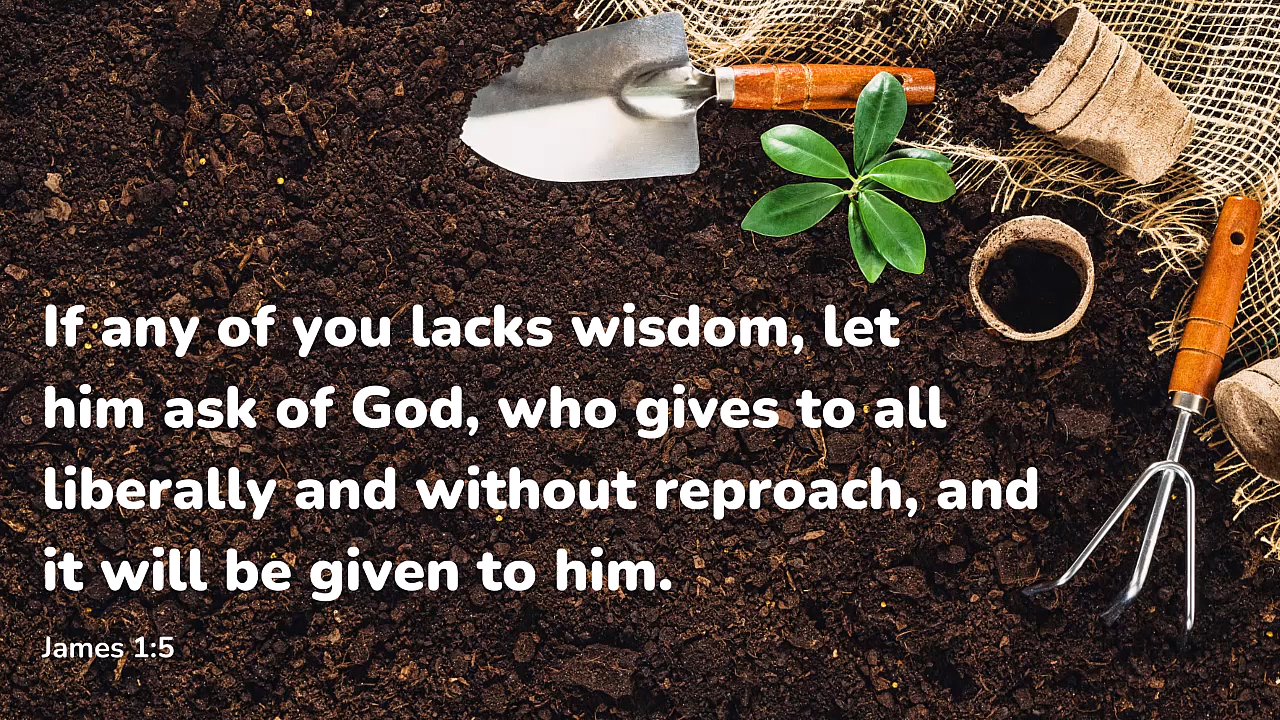 If any of you lacks wisdom, let
him ask of God, who gives to all
liberally and without reproach, and
it will be given to him.
James 1:5